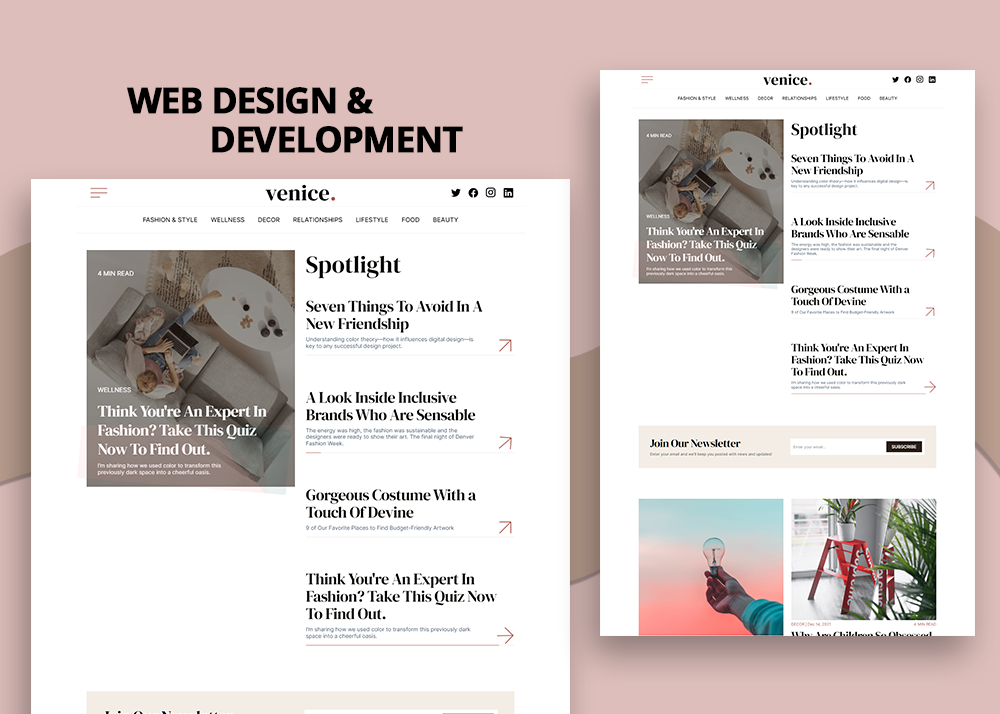 WEB DESIGN &
DEVELOPMENT
venice.
FASHION & STYLE WELLNESS DECOR RELATIONSHIPS LIFESTYLE FOOD BEAUTY
4 MIN READ
WELLNESS
Think You're An Expert In
Fashion? Take This Quiz
Now To Find Out.
I'm sharing how we used color to transform this
previously dark space into a cheerful oasis.
Spotlight
Seven Things To Avoid In A
New Friendship
Understanding color theory—how it influences digital design—is
key to any successful design project.
A Look Inside Inclusive
Brands Who Are Sensable
The energy was high, the fashion was sustainable and the
designers were ready to show their art. The final night of Denver
Fashion Week.
Gorgeous Costume With a
Touch Of Devine
9 of Our Favorite Places to Find Budget-Friendly Artwork
Think You're An Expert In
Fashion? Take This Quiz Now
To Find Out.
I'm sharing how we used color to transform this previously dark
space into a cheerful oasis.
Join Our Newsletter
venice.
FASHION & STYLE WELLNESS DECOR RELATIONSHIPS LIFESTYLE FOOD BEAUTY
4 MIN READ
WELLNESS
Think You're An Expert In
Fashion? Take This Quiz
Now To Find Out.
I'm sharing how we used color to transform this
previously dark space into a cheerful oasis.
Spotlight
Seven Things To Avoid In A
New Friendship
Understanding color theory—how it influences digital design—is
key to any successful design project.
A Look Inside Inclusive
Brands Who Are Sensable
The energy was high, the fashion was sustainable and the
designers were ready to show their art. The final night of Denver
Fashion Week.
Gorgeous Costume With a
Touch Of Devine
9 of Our Favorite Places to Find Budget-Friendly Artwork
Think You're An Expert In
Fashion? Take This Quiz Now
To Find Out.
I'm sharing how we used color to transform this previously dark
space into a cheerful oasis.
Join Our Newsletter
Enter your email and we'll keep you posted with news and updates!
Enter your email...
SUBSCRIBE
DECOR | Dec 14, 2021 4 MIN READ
Why Are Children So Obsessed